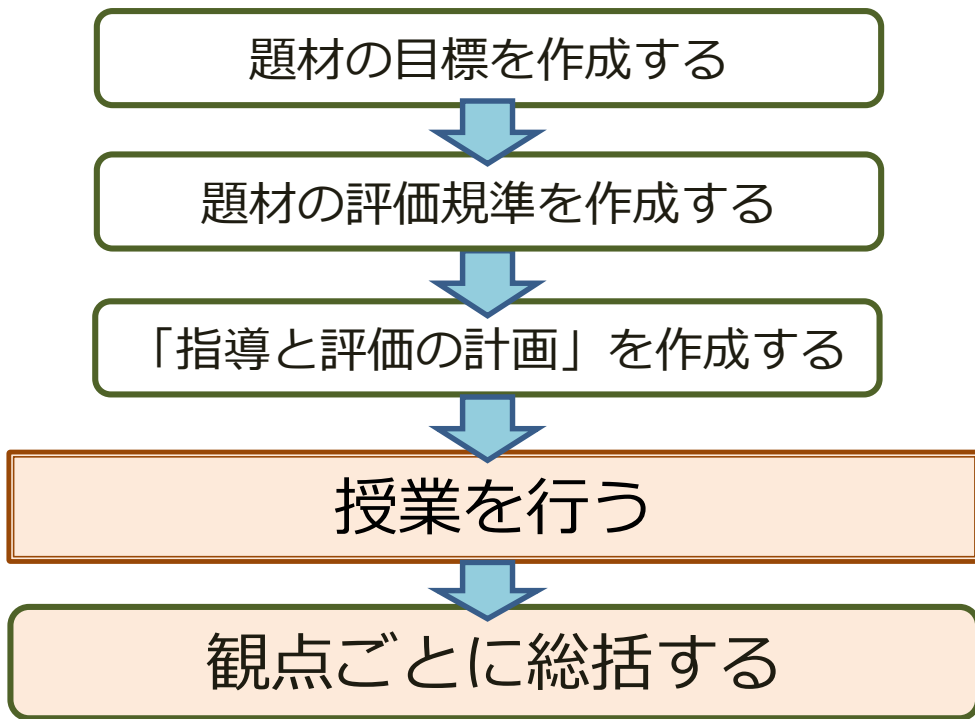 題材の目標を作成する
題材の評価規準を作成する
「指導と評価の計画」を作成する
授業を行う
観点ごとに総括する